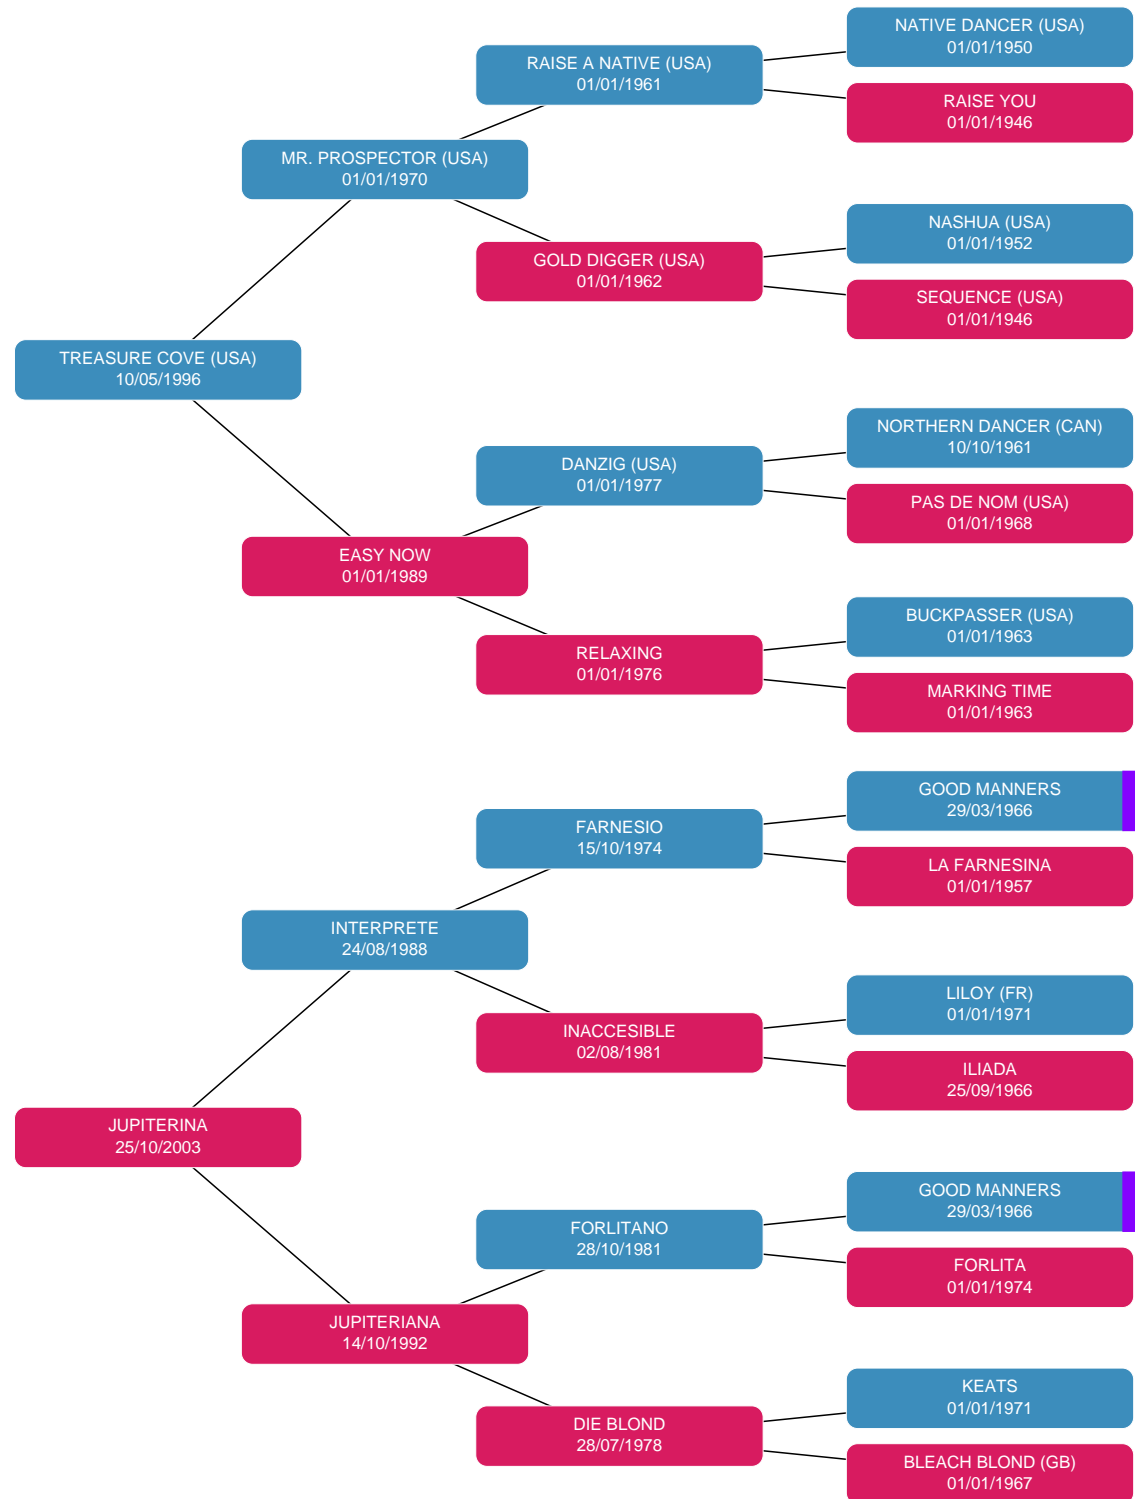 NATIVE DANCER (USA)
01/01/1950
RAISE A NATIVE (USA)
01/01/1961
RAISE YOU
01/01/1946
MR. PROSPECTOR (USA)
01/01/1970
NASHUA (USA)
01/01/1952
GOLD DIGGER (USA)
01/01/1962
SEQUENCE (USA)
01/01/1946
TREASURE COVE (USA)
10/05/1996
NORTHERN DANCER (CAN)
10/10/1961
DANZIG (USA)
01/01/1977
PAS DE NOM (USA)
01/01/1968
EASY NOW
01/01/1989
BUCKPASSER (USA)
01/01/1963
RELAXING
01/01/1976
MARKING TIME
01/01/1963
GOOD MANNERS
29/03/1966
FARNESIO
15/10/1974
LA FARNESINA
01/01/1957
INTERPRETE
24/08/1988
LILOY (FR)
01/01/1971
INACCESIBLE
02/08/1981
ILIADA
25/09/1966
JUPITERINA
25/10/2003
GOOD MANNERS
29/03/1966
FORLITANO
28/10/1981
FORLITA
01/01/1974
JUPITERIANA
14/10/1992
KEATS
01/01/1971
DIE BLOND
28/07/1978
BLEACH BLOND (GB)
01/01/1967